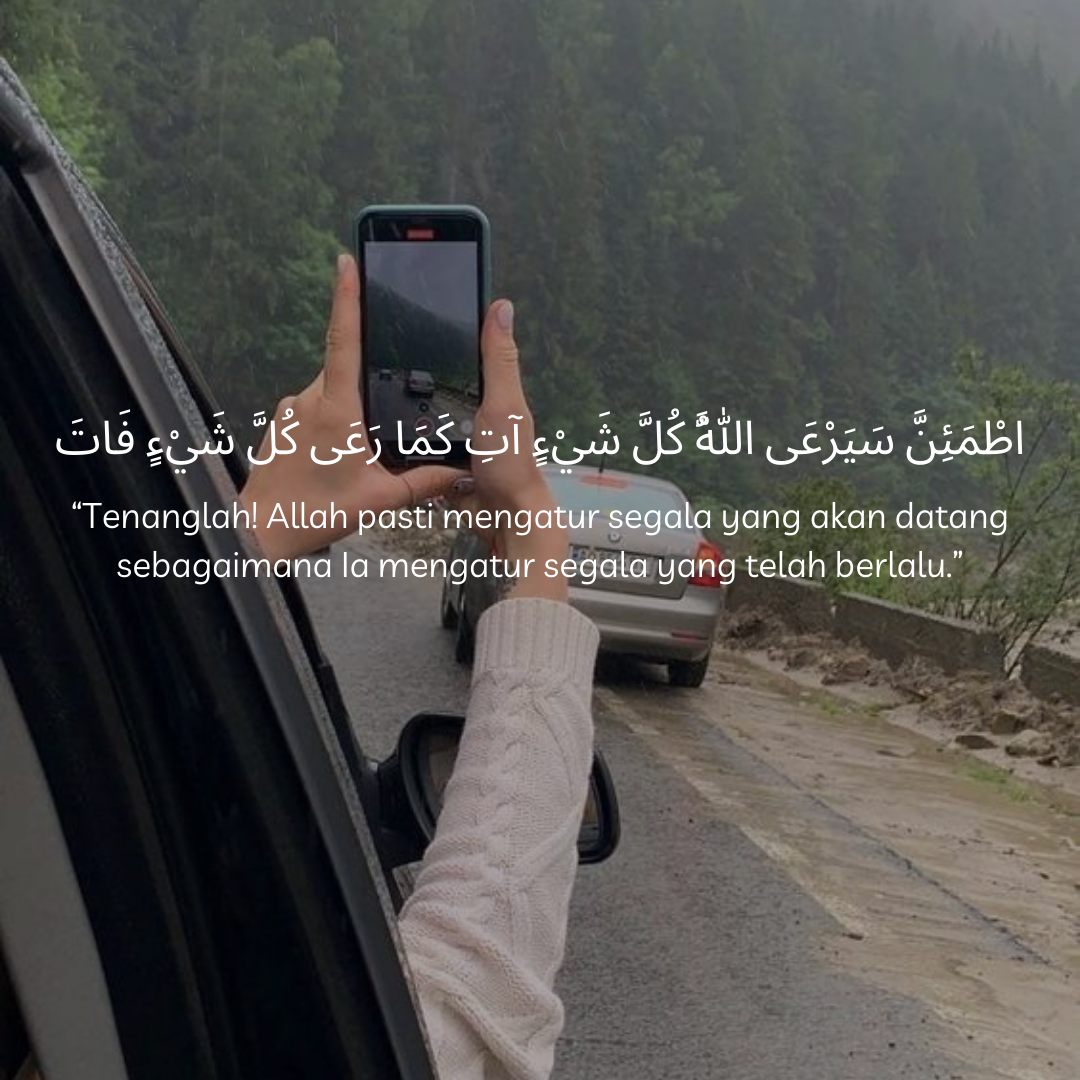 اطْمَئِنَّ سَيَرْعَى اللّٰهُ كُلَّ شَيْءٍ آتِ كَمَا رَعَى كُلَّ شَيْءٍ فَاتَ
“Tenanglah! Allah pasti mengatur segala yang akan datang
sebagaimana Ia mengatur segala yang telah berlalu.”